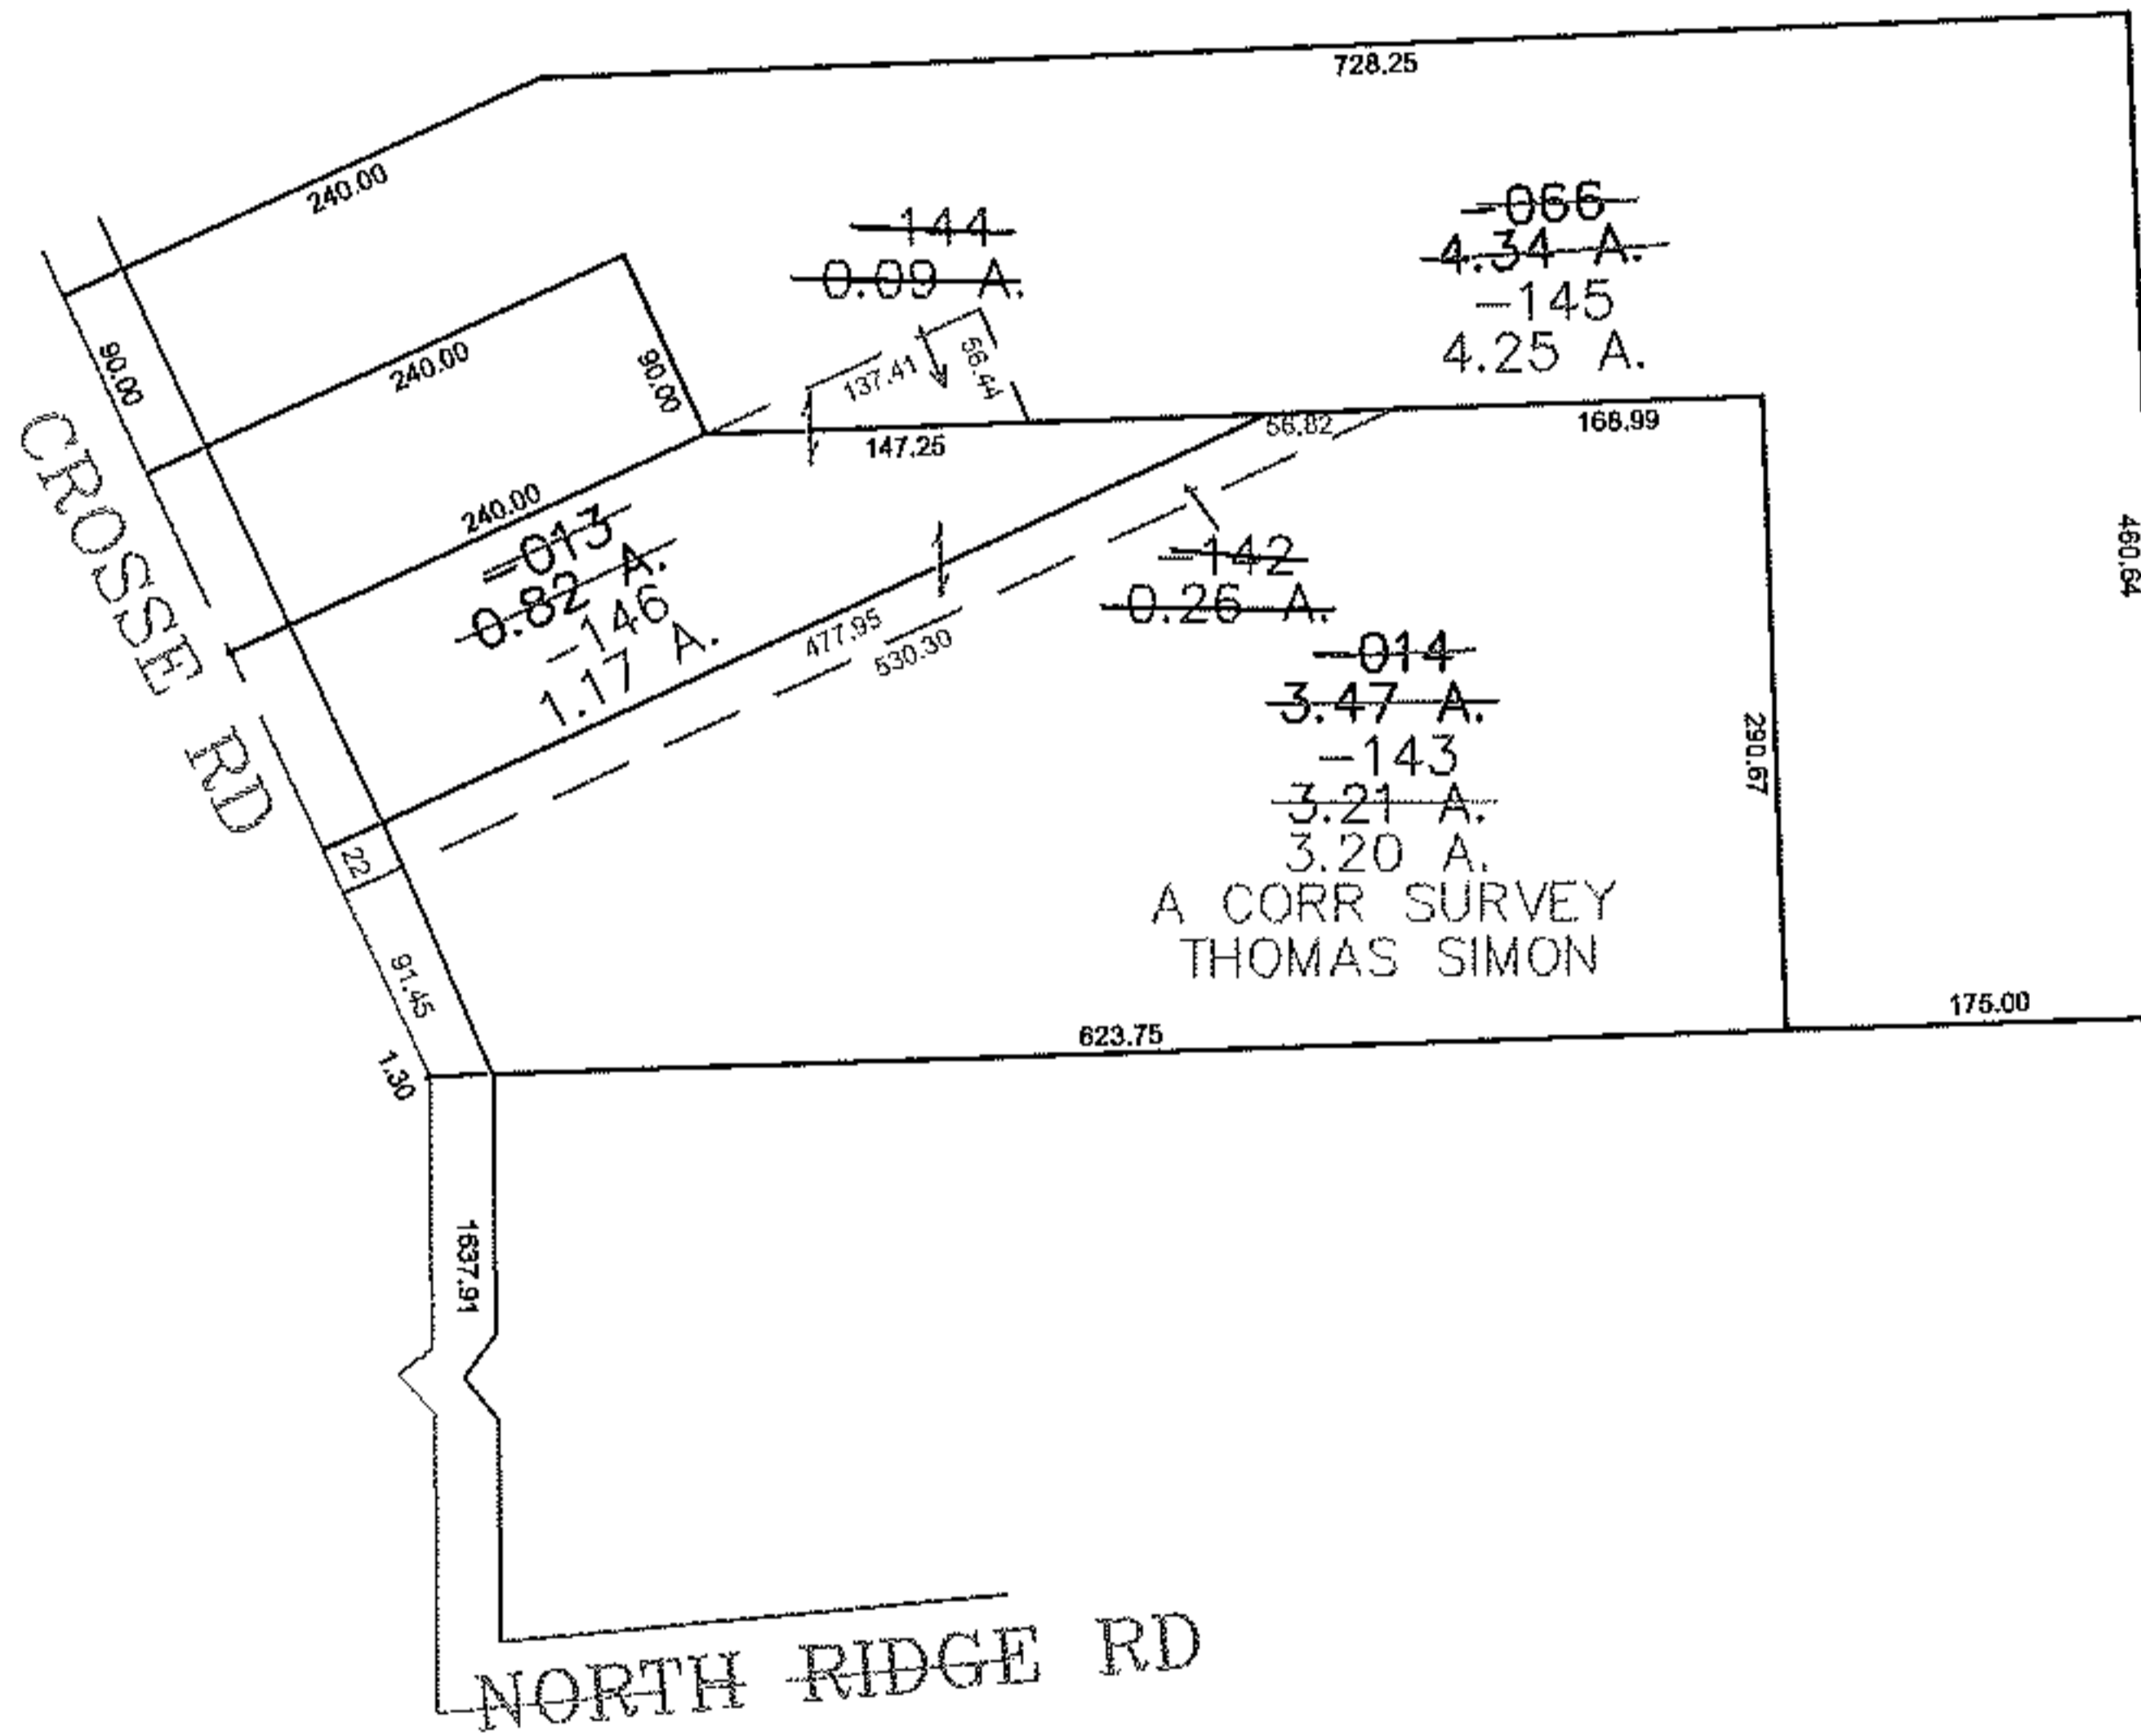 728.25
240.00
-144
0.09 A.
-066
4.34 A.
-145
4.25 A.
90.00
240.00
90.00
137.41
56.44
147.25
56.82
168.99
CROSSE RD
240.00
-013
0.82 A.
-146
1.17 A.
477.95
530.30
-142
0.26 A.
460.64
-014
3.47 A.
-143
3.21 A.
3.20 A.
A CORR SURVEY
THOMAS SIMON
290.67
22
91.45
1.30
623.75
175.00
1637.91
NORTH RIDGE RD